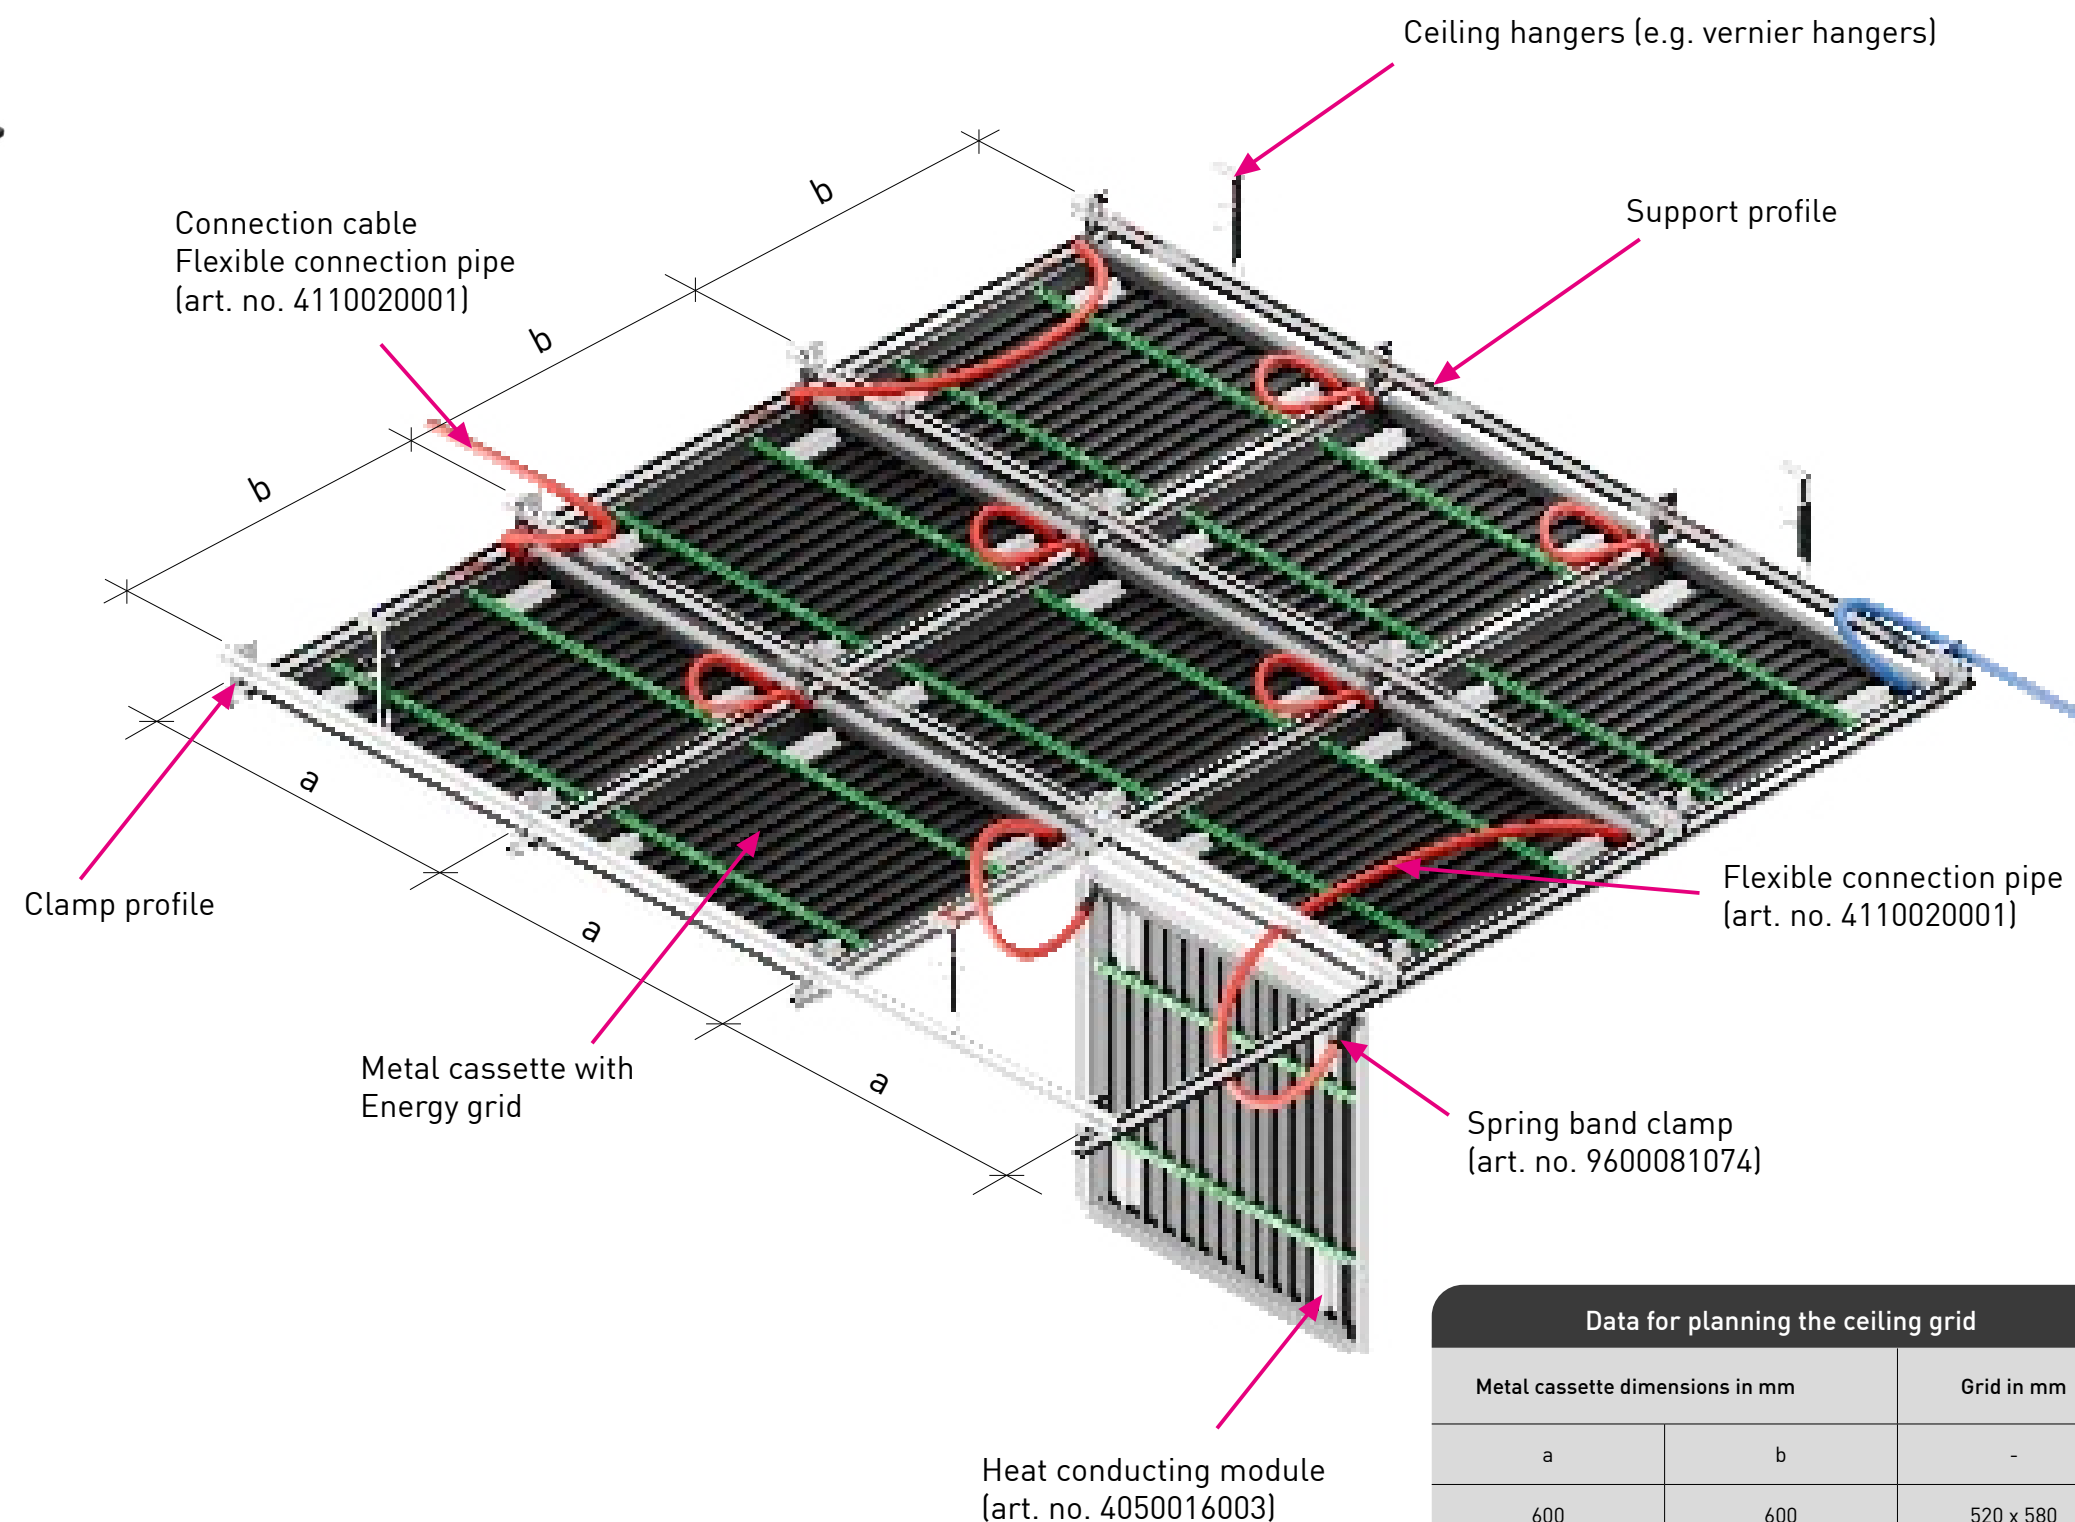 Ceiling hangers (e.g. vernier hangers)
Support profile
Connection cable
Flexible connection pipe
(art. no. 4110020001)
b
b
b
a
a
a
Clamp profile
Metal cassette with
Energy grid
Flexible connection pipe
(art. no. 4110020001)
Spring band clamp
(art. no. 9600081074)
Heat conducting module
(art. no. 4050016003)
Data for planning the ceiling grid
Metal cassette dimensions in mm Grid in mm
a b -
600 600 520 x 580